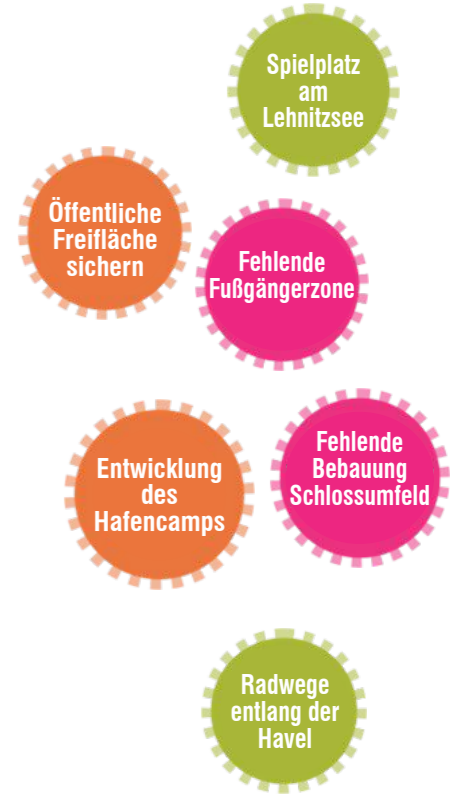 Spielplatz
am
Lehnitzsee
Öffentliche
Freifläche
sichern
Fehlende
Fußgängerzone
Entwicklung
des
Hafencamps
Fehlende
Bebauung
Schlossumfeld
Radwege
entlang der
Havel